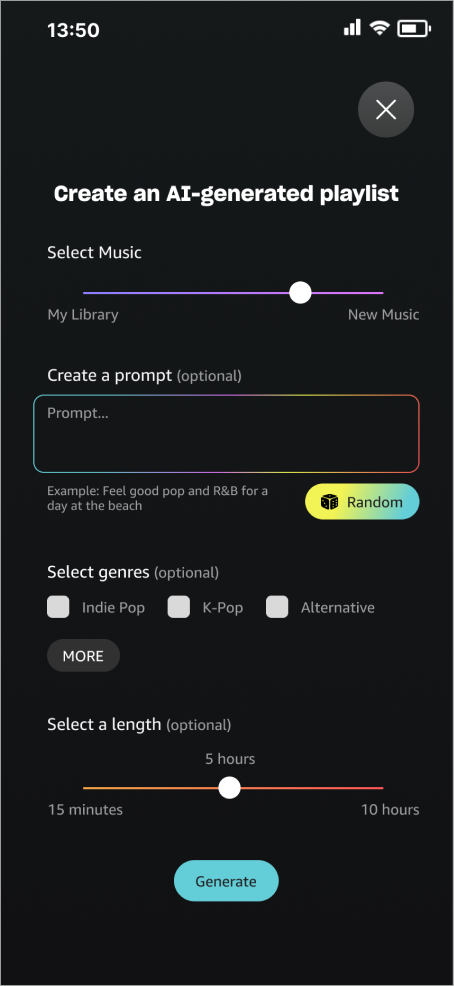 13:50
Create an AI-generated playlist
Select Music
My Library New Music
Create a prompt (optional)
Prompt...
Example: Feel good pop and R&B for a
day at the beach
Random
Select genres (optional)
Indie Pop K-Pop Alternative
MORE
Select a length (optional)
5 hours
15 minutes 10 hours
Generate